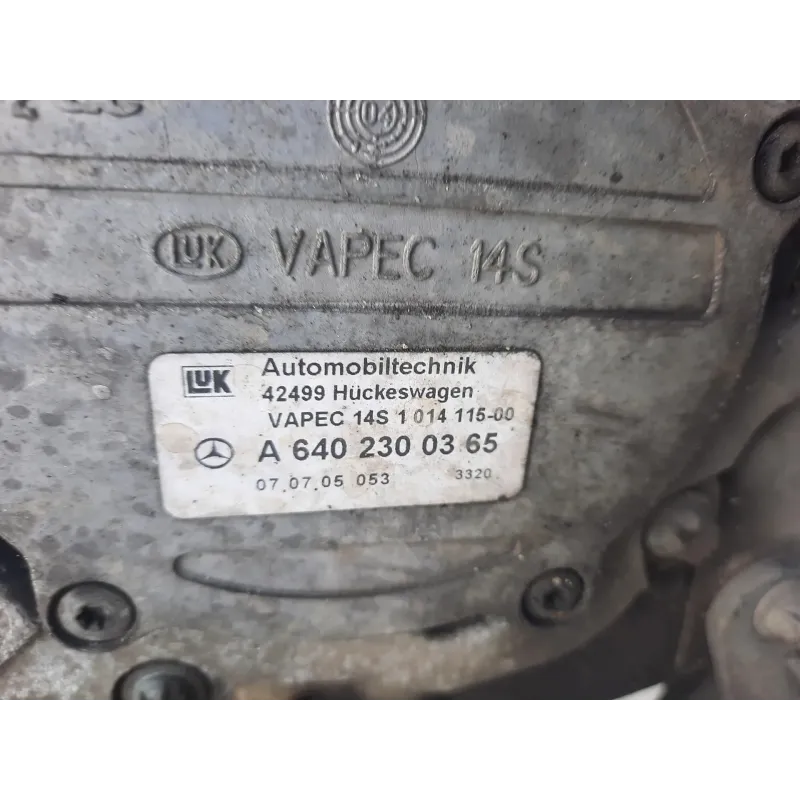 04
LUK VAPEC 14S
LUK Automobiltechnik
42499 Hückeswagen
VAPEC 14S 1 014 115-00
A 640 230 03 65
07.07.05 053 3320